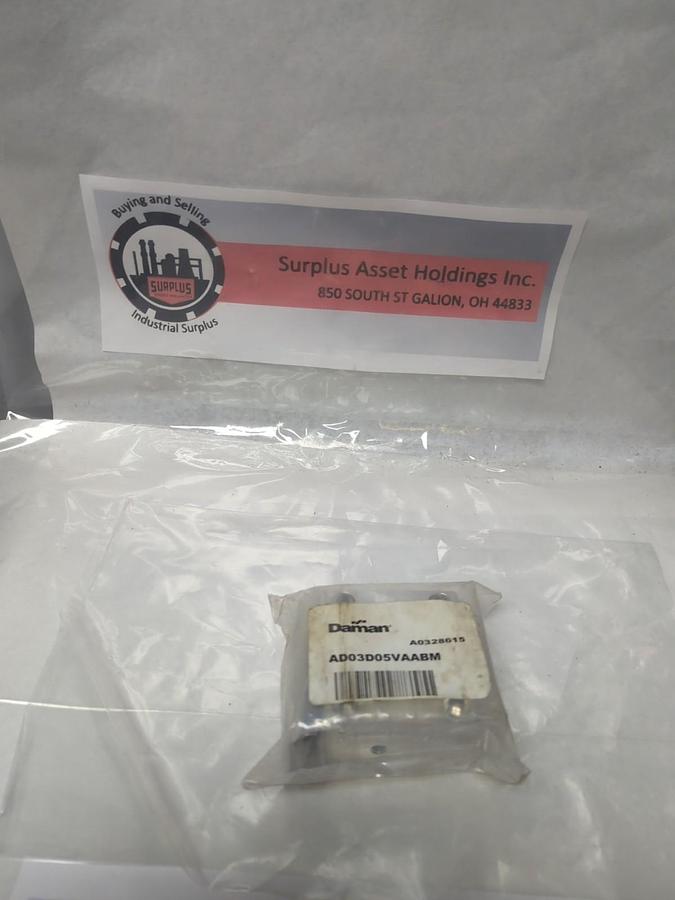 Buying and Selling
SURPLUS
Industrial Surplus
Surplus Asset Holdings Inc.
850 SOUTH ST GALION, OH 44833
Daman
A0328615
AD03D05VAABM